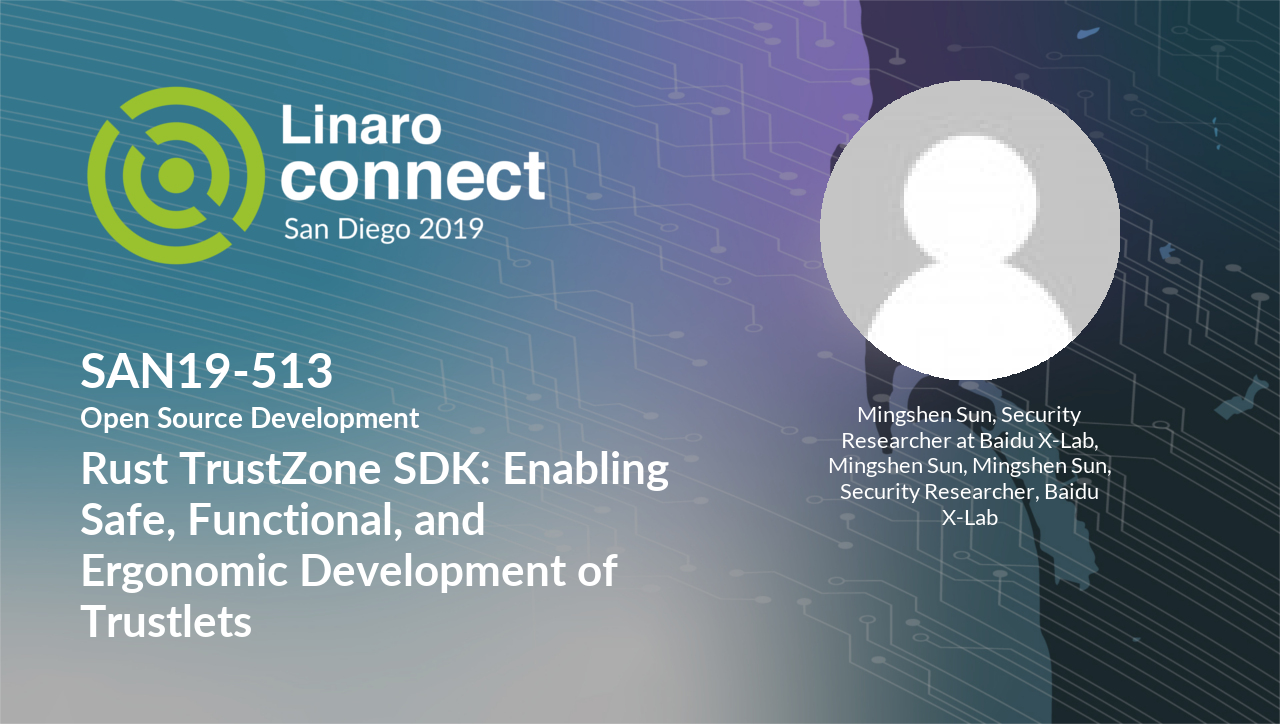 Linaro
connect
San Diego 2019
SAN19-513
Open Source Development
Rust TrustZone SDK: Enabling
Safe, Functional, and
Ergonomic Development of
Trustlets
Mingshen Sun, Security
Researcher at Baidu X-Lab,
Mingshen Sun, Mingshen Sun,
Security Researcher, Baidu
X-Lab